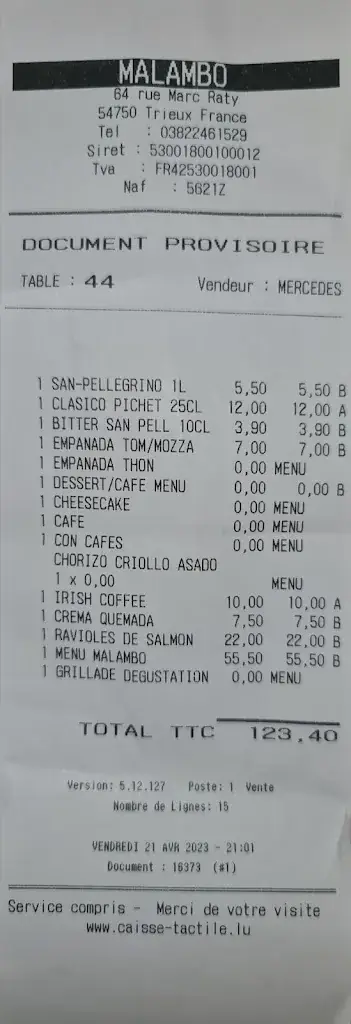 MALAMBO
64 rue Marc Raty
54750 Trieux France
Tel : 03822461529
Siret : 53001800100012
Tva : FR42530018001
Naf : 5621Z
DOCUMENT PROVISOIRE
TABLE : 44 Vendeur : MERCEDES
1 SAN-PELLEGRINO 1L 5,50 5,50 B
1 CLASICO PICHET 25CL 12,00 12,00 A
1 BITTER SAN PELL 10CL 3,90 3,90 B
1 EMPANADA TOM/MOZZA 7,00 7,00 B
1 EMPANADA THON 0,00 MENU
1 DESSERT/CAFE MENU 0,00 0,00 B
1 CHEESECAKE 0,00 MENU
1 CAFE 0,00 MENU
1 CON CAFES 0,00 MENU
CHORIZO CRIOLLO ASADO
1 x 0,00 MENU
1 IRISH COFFEE 10,00 10,00 A
1 CREMA QUEMADA 7,50 7,50 B
1 RAVIOLES DE SALMON 22,00 22,00 B
1 MENU MALAMBO 55,50 55,50 B
1 GRILLADE DEGUSTATION 0,00 MENU
TOTAL TTC 123.40
Version: 5.12.127 Poste: 1 Vente
Nombre de Lignes: 15
VENDREDI 21 AVR 2023 - 21:01
Document : 16373 (#1)
Service compris - Merci de votre visite
www.caisse-tactile.lu